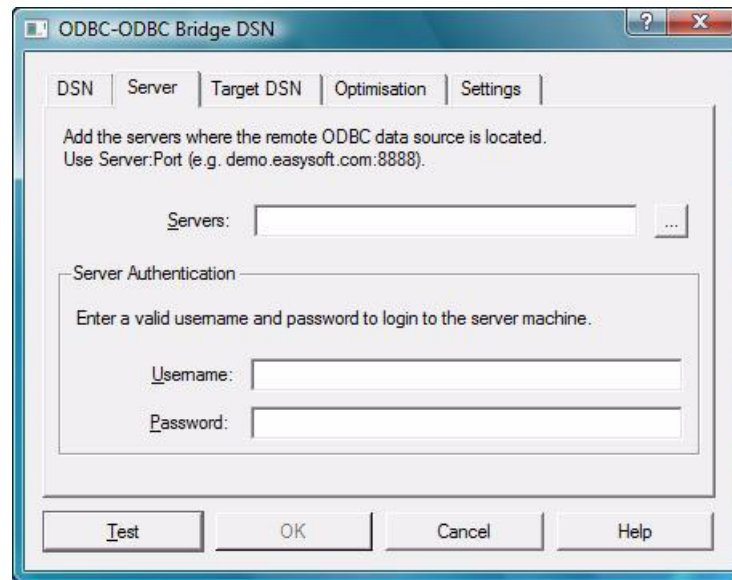 ODBC-ODBC Bridge DSN
? X
DSN Server Target DSN Optimisation Settings
Add the servers where the remote ODBC data source is located.
Use Server:Port (e.g. demo.easysoft.com:8888).
Servers: ...
Server Authentication
Enter a valid username and password to login to the server machine.
Username:
Password:
Test OK Cancel Help